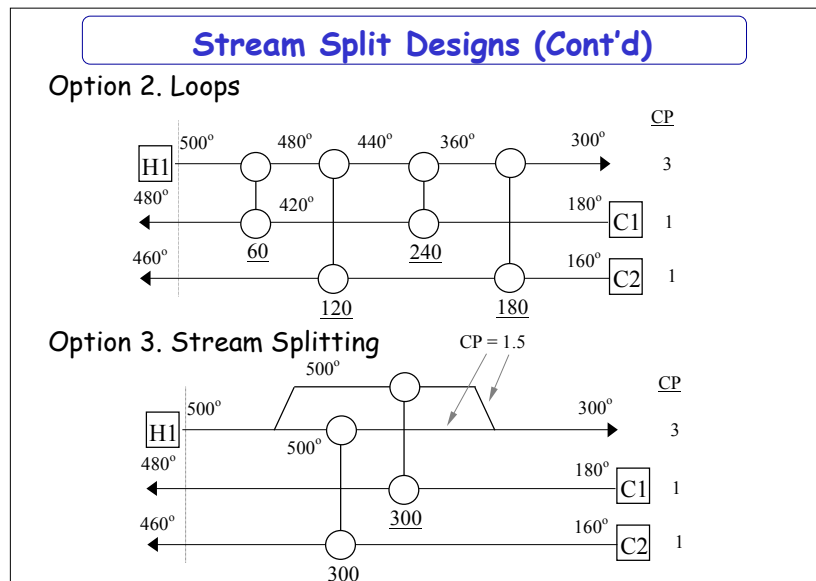 Stream Split Designs (Cont'd)
Option 2. Loops
CP
500° 480° 440° 360° 300°
H1 3
480° 420° 180°
C1 1
60 240
460° 160°
C2 1
120 180
Option 3. Stream Splitting
CP = 1.5
500°
CP
500° 300°
H1 3
500°
480° 180°
C1 1
300
460° 160°
C2 1
300